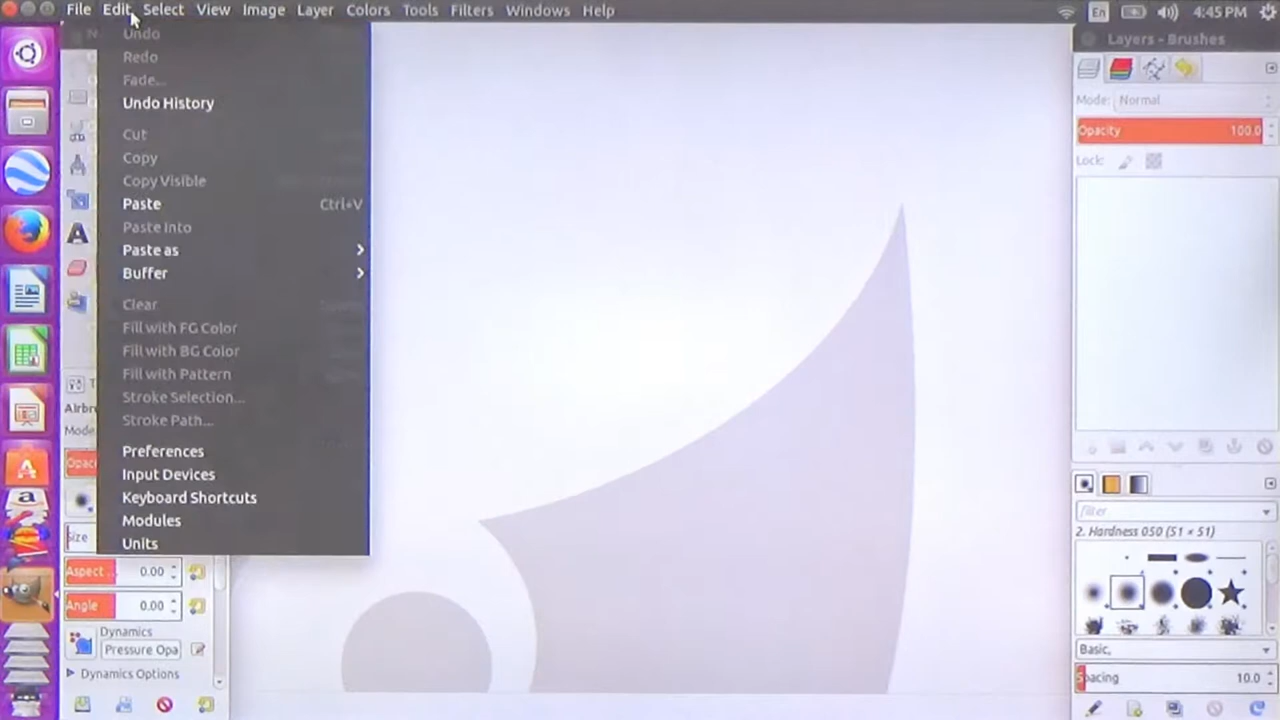 File Edit Select View Image Layer Colors Tools Filters Windows Help En 4:45 PM
Undo
Redo
Fade...
Undo History
Cut
Copy
Copy Visible
Paste Ctrl+V
Paste Into
Paste as
Buffer
Clear
Fill with FG Color
Fill with BG Color
Fill with Pattern
Stroke Selection...
Stroke Path...
Preferences
Input Devices
Keyboard Shortcuts
Modules
Units
Aspect... 0.00
Angle 0.00
Dynamics
Pressure Opa
Dynamics Options
Layers - Brushes
Mode: Normal
Opacity 100.0
Lock:
filter
2. Hardness 050 (51 × 51)
Basic,
Spacing 10.0